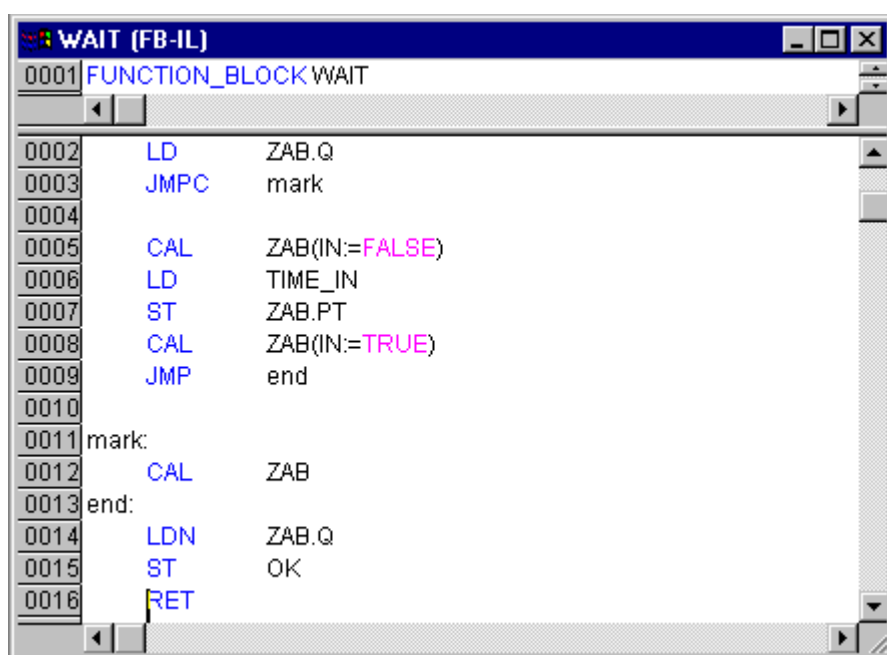 WAIT (FB-IL)
0001 FUNCTION_BLOCK WAIT
0002 LD ZAB.Q
0003 JMPC mark
0004
0005 CAL ZAB(IN:=FALSE)
0006 LD TIME_IN
0007 ST ZAB.PT
0008 CAL ZAB(IN:=TRUE)
0009 JMP end
0010
0011 mark:
0012 CAL ZAB
0013 end:
0014 LDN ZAB.Q
0015 ST OK
0016 RET